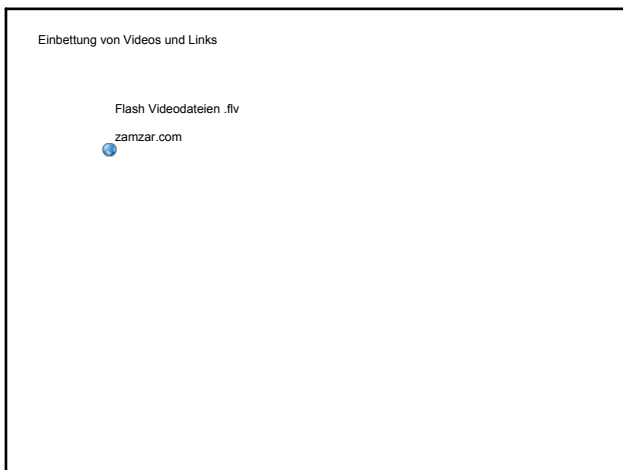 Einbettung von Videos und Links
Flash Videodateien .flv
zamzar.com